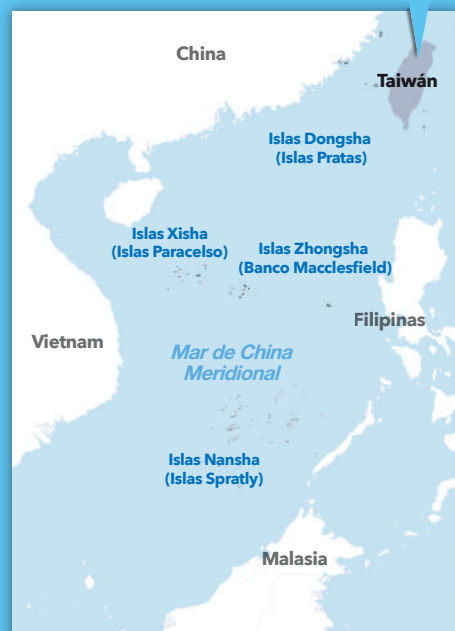 China
Taiwán
Islas Dongsha
(Islas Pratas)
Islas Xisha
(Islas Paracelso)
Islas Zhongsha
(Banco Macclesfield)
Filipinas
Vietnam
Mar de China
Meridional
Islas Nansha
(Islas Spratly)
Malasia